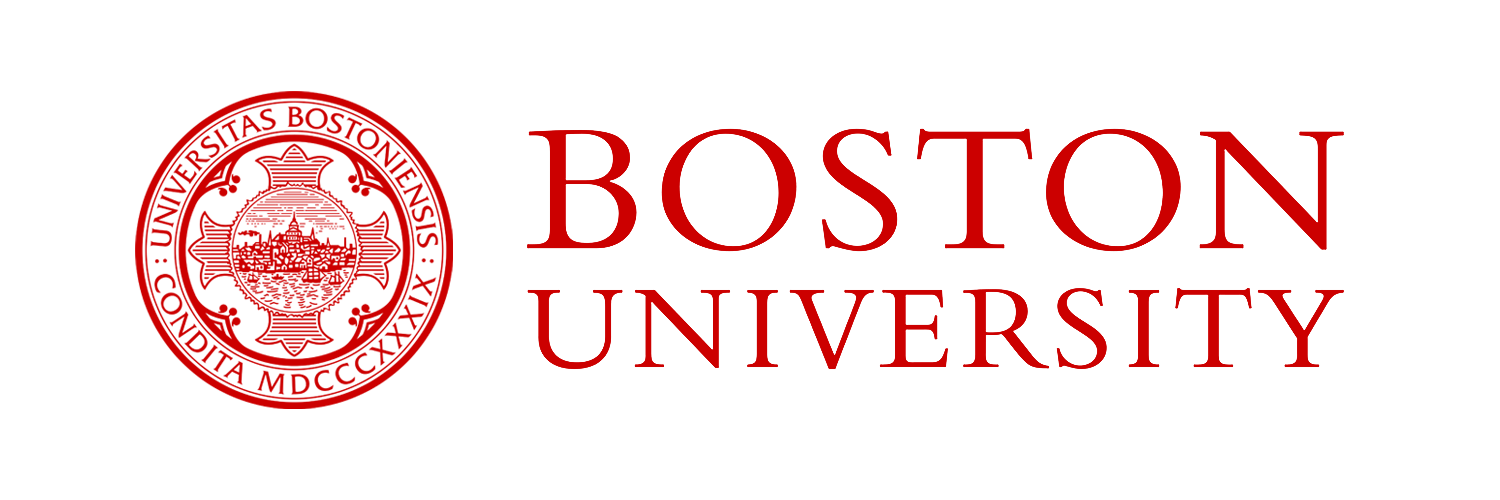 UNIVERSITAS BOSTONIENSIS :
CONDITA MDCCCXXXIX :
BOSTON
UNIVERSITY